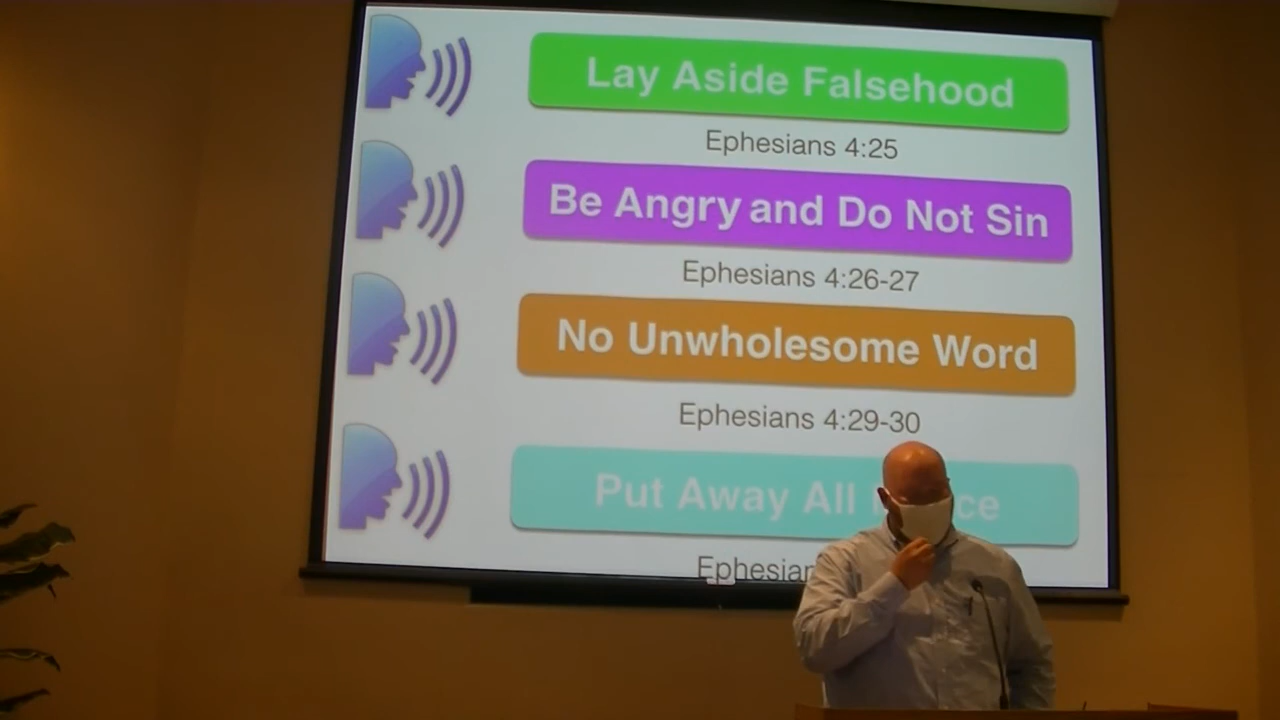 Lay Aside Falsehood
Ephesians 4:25
Be Angry and Do Not Sin
Ephesians 4:26-27
No Unwholesome Word
Ephesians 4:29-30
Put Away All